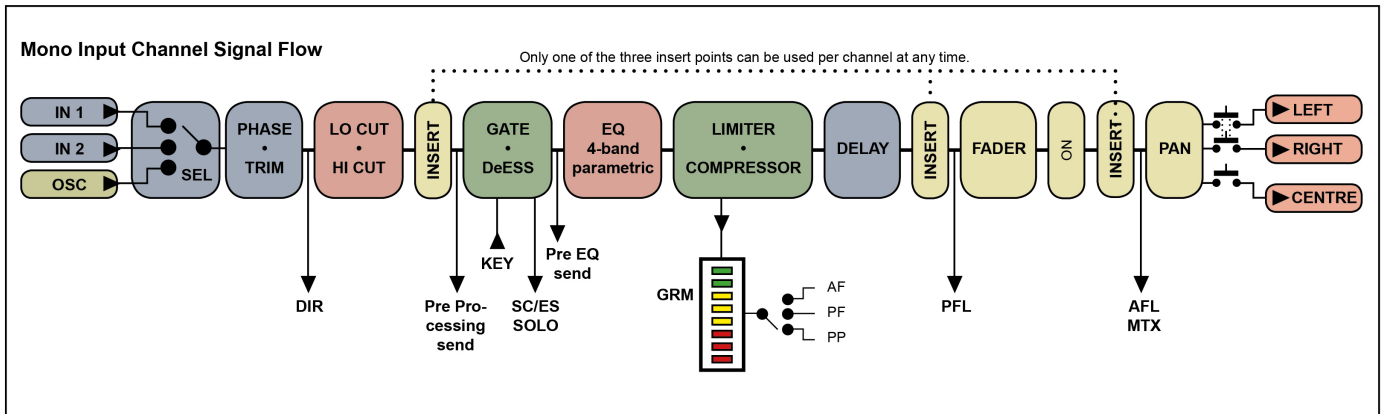 Mono Input Channel Signal Flow
Only one of the three insert points can be used per channel at any time.
IN 1
IN 2
OSC
SEL
PHASE
•
TRIM
LO CUT
•
HI CUT
INSERT
GATE
•
DeESS
EQ
4-band
parametric
LIMITER
•
COMPRESSOR
DELAY
INSERT
FADER
ON
INSERT
PAN
LEFT
RIGHT
CENTRE
DIR
Pre Pro-
cessing
send
KEY
SC/ES
SOLO
Pre EQ
send
GRM
AF
PF
PP
PFL
AFL
MTX